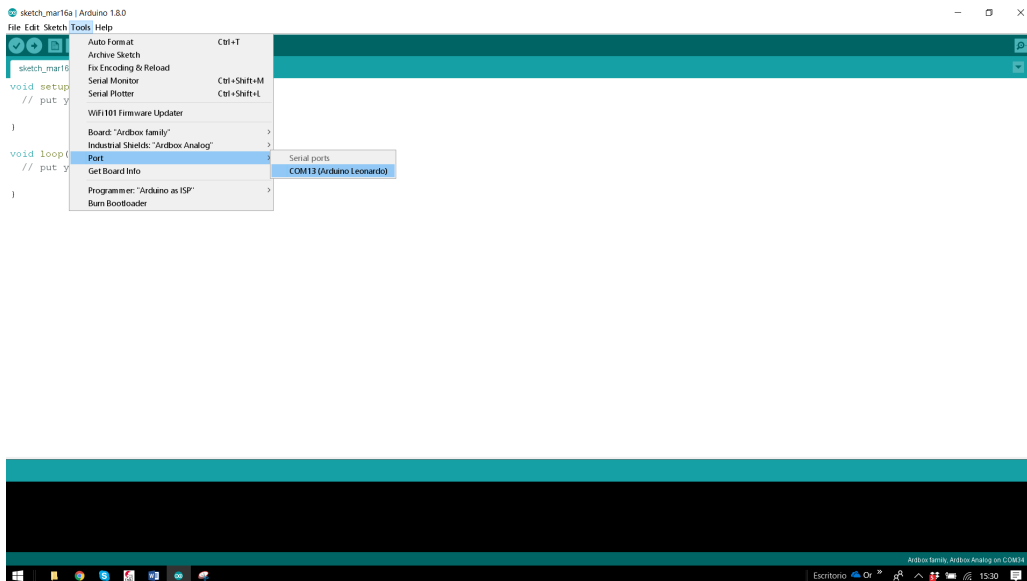 sketch_mar16a | Arduino 1.8.0
File Edit Sketch Tools Help
Auto Format Ctrl+T
Archive Sketch
Fix Encoding & Reload
Serial Monitor Ctrl+Shift+M
Serial Plotter Ctrl+Shift+L
WiFi101 Firmware Updater
Board: "Ardbox family"
Industrial Shields: "Ardbox Analog"
Port
Get Board Info
Programmer: "Arduino as ISP"
Burn Bootloader
Serial ports
COM13 (Arduino Leonardo)
sketch_mar16
void setup
// put y
}
void loop(
// put y
}
Ardbox family, Ardbox Analog on COM34
Escritorio Or » 15:30